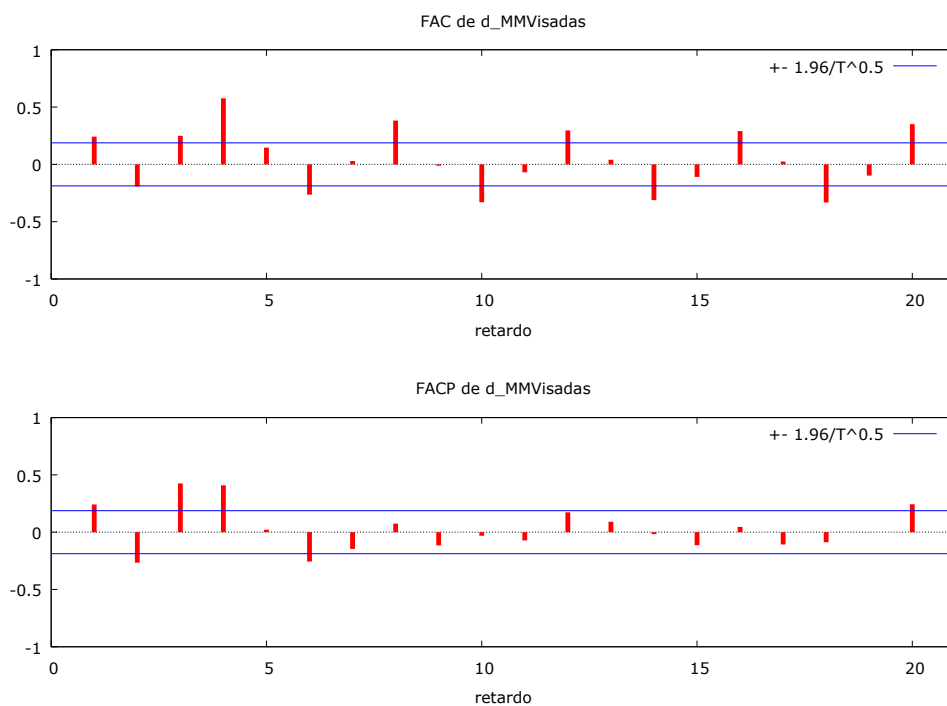 FAC de d_MMVisadas
+- 1.96/T^0.5
1
0.5
0
-0.5
-1
0 5 10 15 20
retardo
FACP de d_MMVisadas
+- 1.96/T^0.5
1
0.5
0
-0.5
-1
0 5 10 15 20
retardo